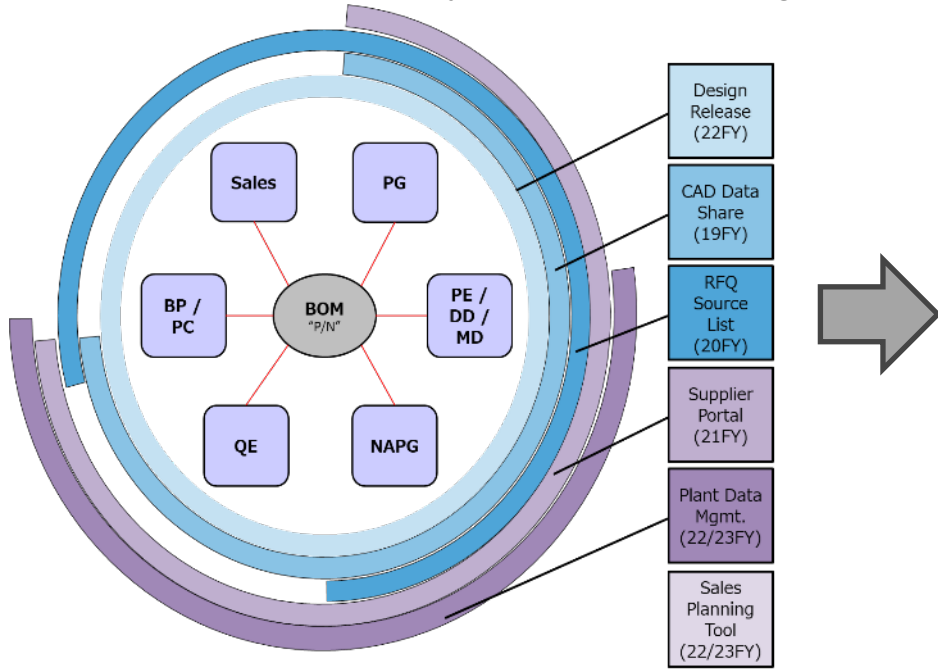 Sales
PG
BP /
PC
BOM
"P/N"
PE /
DD /
MD
QE
NAPG
Design
Release
(22FY)
CAD Data
Share
(19FY)
RFQ
Source
List
(20FY)
Supplier
Portal
(21FY)
Plant Data
Mgmt.
(22/23FY)
Sales
Planning
Tool
(22/23FY)